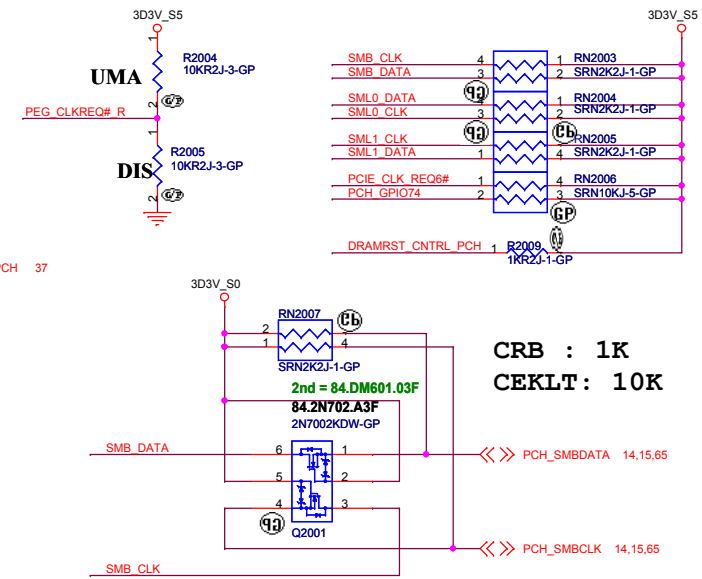 3D3V_S5
1
R2004
10KR2J-3-GP
UMA
2
PEG_CLKREQ#_R
1
R2005
10KR2J-3-GP
DIS
2
PCH 37
3D3V_S5
SMB_CLK 4 1 RN2003
SMB_DATA 3 2 SRN2K2J-1-GP
SML0_DATA 4 1 RN2004
SML0_CLK 3 2 SRN2K2J-1-GP
SML1_CLK RN2005
SML1_DATA 1 4 SRN2K2J-1-GP
PCIE_CLK_REQ6# 1 4 RN2006
PCH_GPIO74 2 3 SRN10KJ-5-GP
GP
DRAMRST_CNTRL_PCH 1 R2009 2
1KR2J-1-GP
3D3V_S0
RN2007
2
1 4
SRN2K2J-1-GP
CRB : 1K
CEKLT: 10K
2nd = 84.DM601.03F
84.2N702.A3F
2N7002KDW-GP
SMB_DATA 6 1 PCH_SMBDATA 14,15,65
5 2
4 3
Q2001
PCH_SMBCLK 14,15,65
SMB_CLK